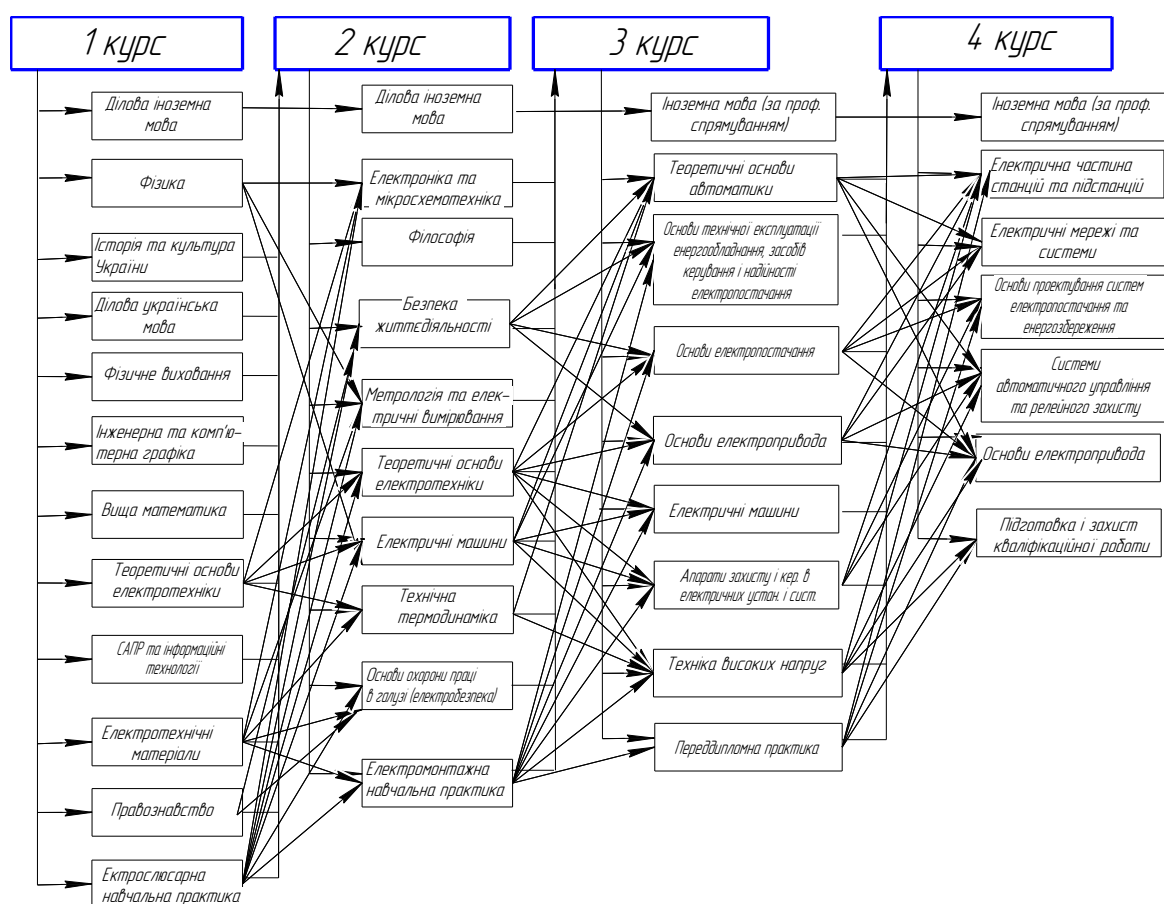 1 курс
2 курс
3 курс
4 курс
Ділова іноземна
мова
Фізика
Історія та культура
України
Ділова українська
мова
Фізичне виховання
Інженерна та комп'ю-
терна графіка
Вища математика
Теоретичні основи
електротехніки
САПР та інформаційні
технології
Електротехнічні
матеріали
Правознавство
Ектрослюсарна
навчальна практика
Ділова іноземна
мова
Електроніка та
мікросхемотехніка
Філософія
Безпека
життєдіяльності
Метрологія та елек-
тричні вимірювання
Теоретичні основи
електротехніки
Електричні машини
Технічна
термодинаміка
Основи охорони праці
в галузі (електробезпека)
Електромонтажна
навчальна практика
Іноземна мова (за проф.
спрямуванням)
Теоретичні основи
автоматики
Основи технічної експлуатації
енергообладнання, засобів
керування і надійності
електропостачання
Основи електропостачання
Основи електропривода
Електричні машини
Апарати захисту і кер. в
електричних устан. і сист.
Техніка високих напруг
Переддипломна практика
Іноземна мова (за проф.
спрямуванням)
Електрична частина
станцій та підстанцій
Електричні мережі та
системи
Основи проектування систем
електропостачання та
енергозбереження
Системи
автоматичного управління
та релейного захисту
Основи електропривода
Підготовка і захист
кваліфікаційної роботи